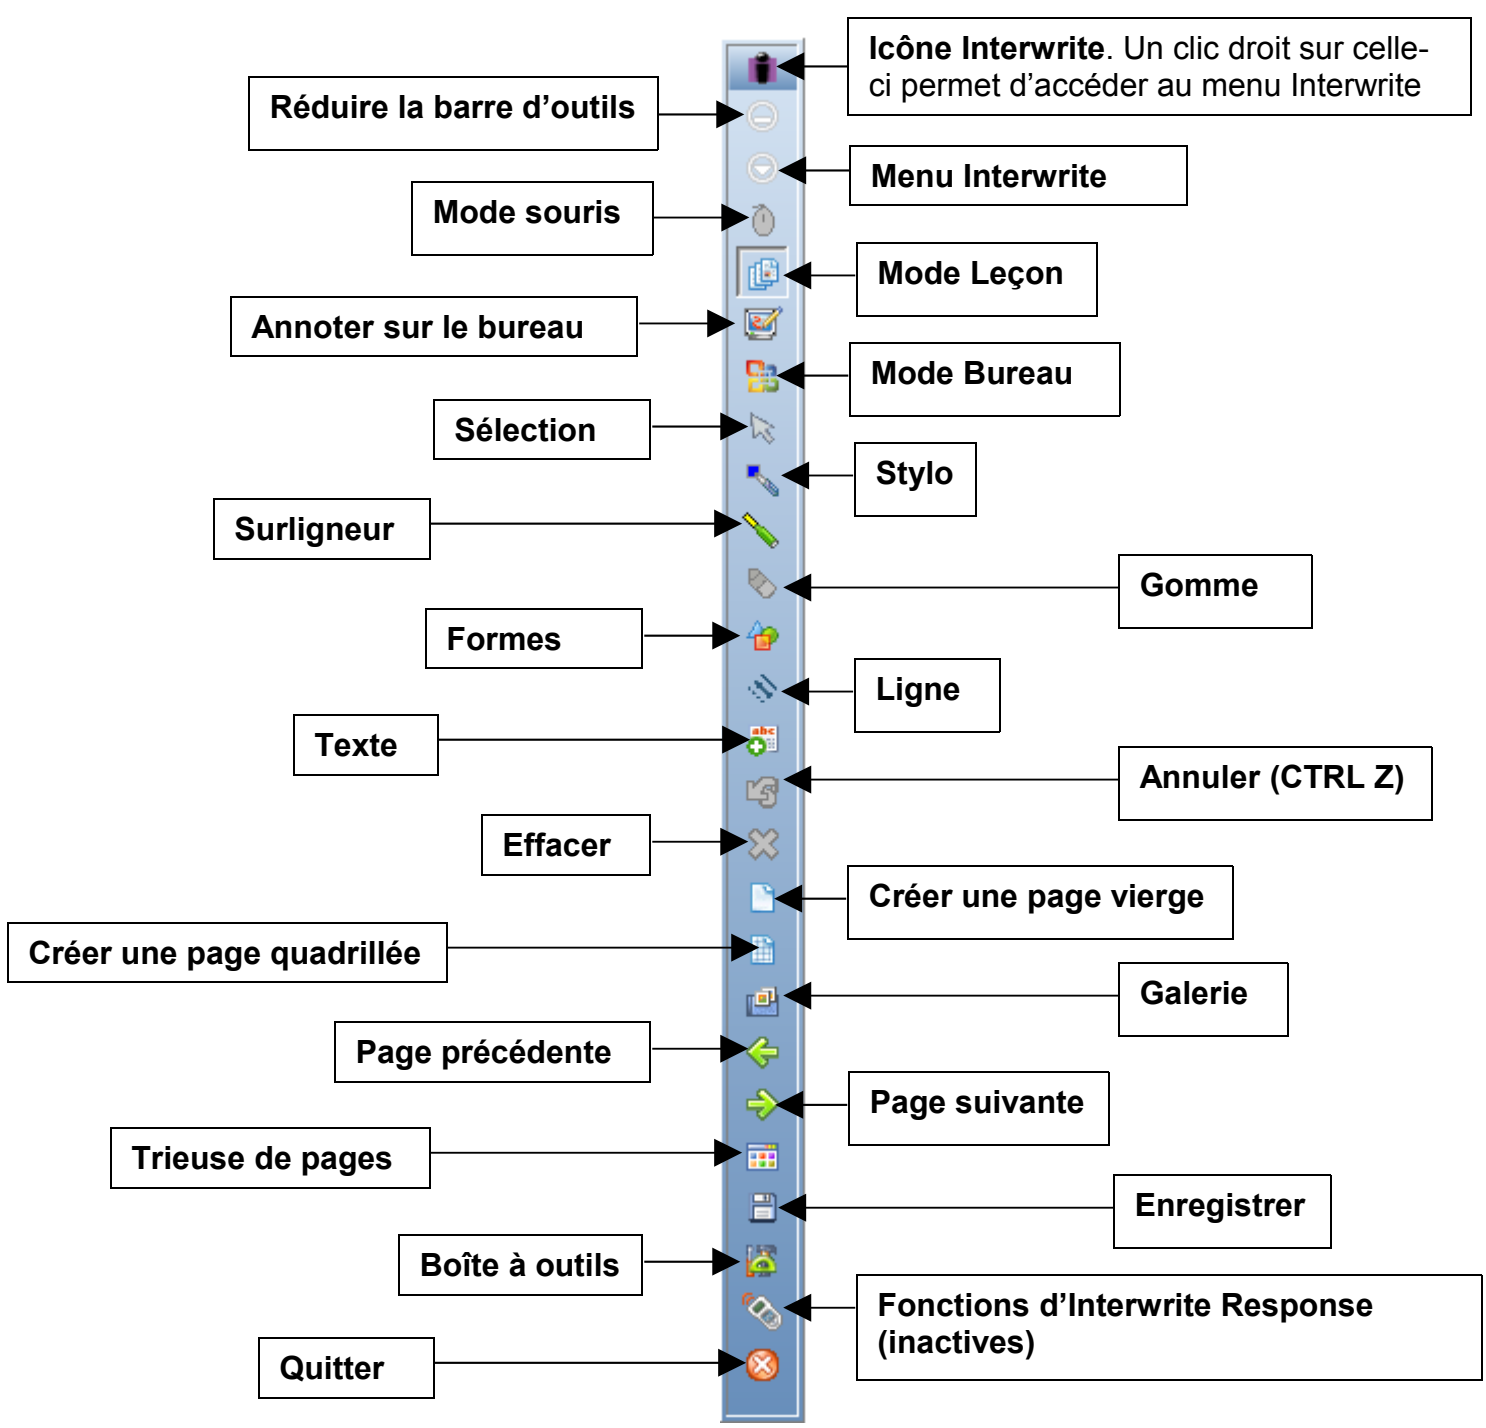 Icône Interwrite. Un clic droit sur celle-
ci permet d'accéder au menu Interwrite
Réduire la barre d’outils
Menu Interwrite
Mode souris
Mode Leçon
Annoter sur le bureau
Mode Bureau
Sélection
Stylo
Surligneur
Gomme
Formes
Ligne
Texte
abc
Annuler (CTRL Z)
Effacer
Créer une page vierge
Créer une page quadrillée
Galerie
Page précédente
Page suivante
Trieuse de pages
Enregistrer
Boîte à outils
Fonctions d’Interwrite Response
(inactives)
Quitter